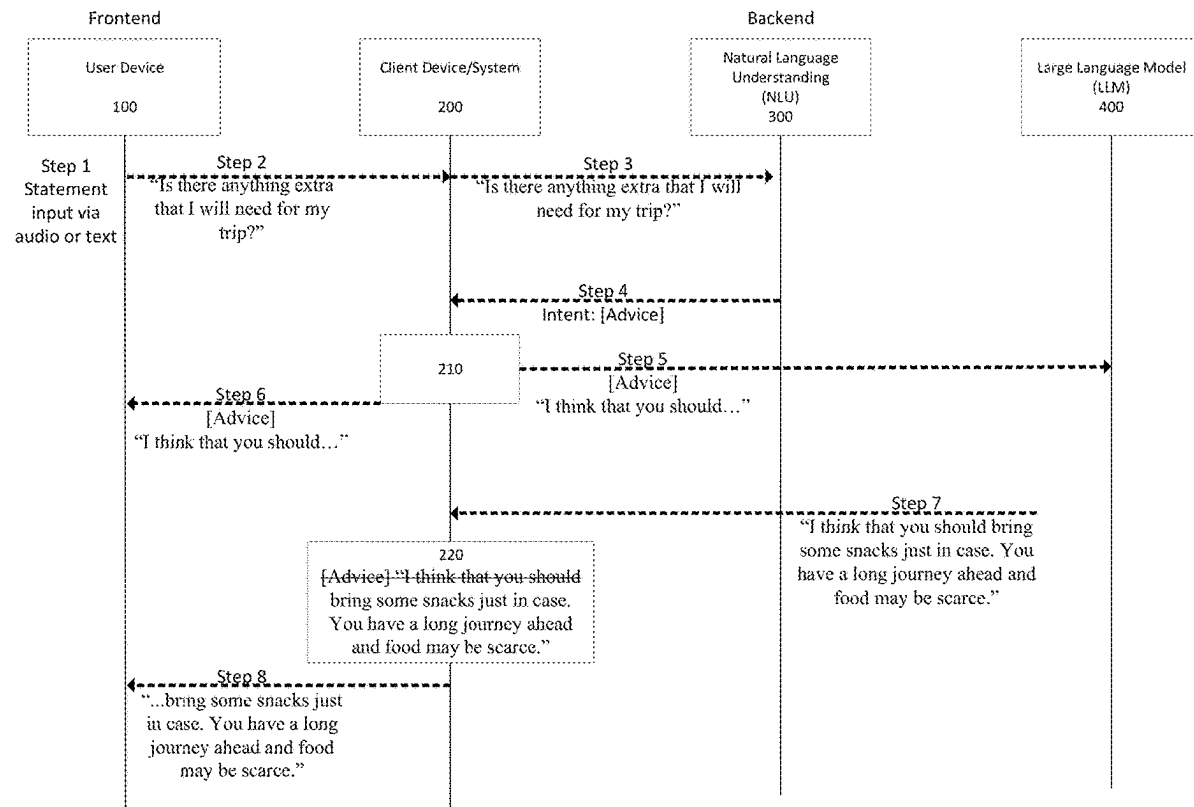 Frontend
Backend
User Device
100
Client Device/System
200
Natural Language
Understanding
(NLU)
300
Large Language Model
(LLM)
400
Step 1
Statement
input via
audio or text
Step 2
“Is there anything extra
that I will need for my
trip?”
Step 3
“Is there anything extra that I will
need for my trip?”
Step 4
Intent: [Advice]
210
Step 5
[Advice]
“I think that you should…”
Step 6
[Advice]
“I think that you should…”
Step 7
“I think that you should bring
some snacks just in case. You
have a long journey ahead and
food may be scarce.”
220
[Advice] “I think that you should
bring some snacks just in case.
You have a long journey ahead
and food may be scarce.”
Step 8
“...bring some snacks just
in case. You have a long
journey ahead and food
may be scarce.”